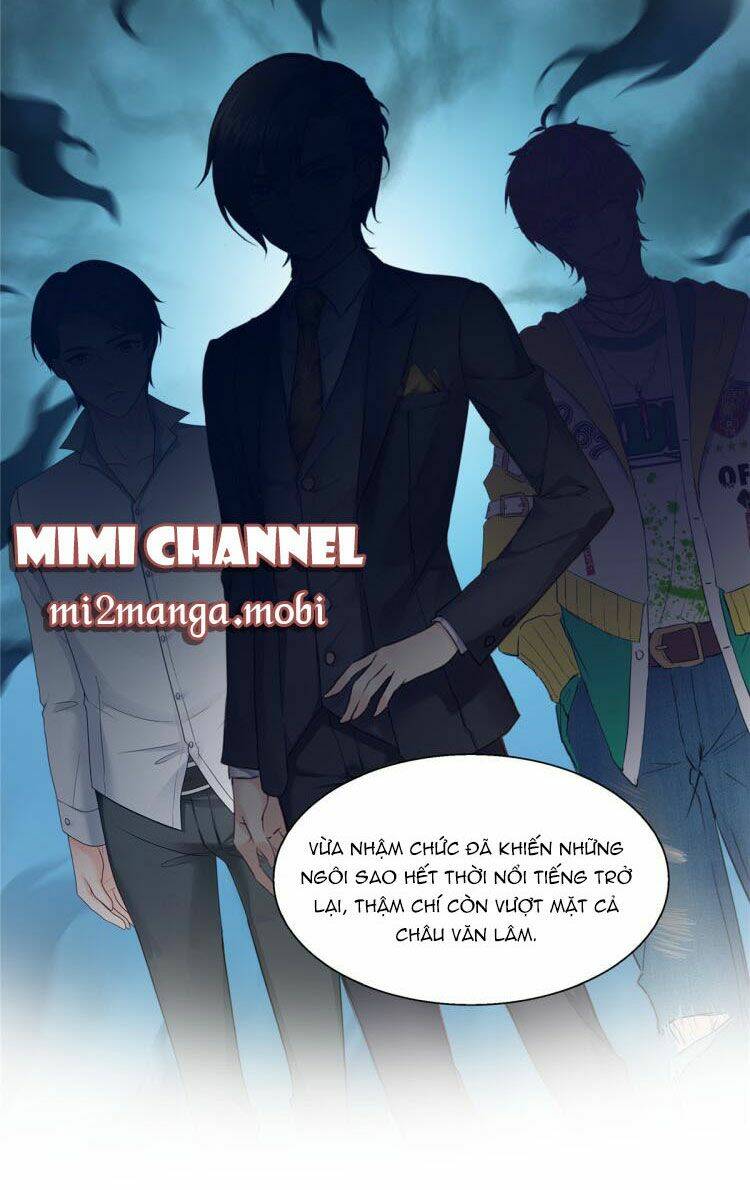 OF
MIMI CHANNEL
mi2manga.mobi
VỪA NHẬM CHỨC ĐÃ KHIẾN NHỮNG
NGÔI SAO HẾT THỜI NỔI TIẾNG TRỞ
LẠI, THẬM CHÍ CÒN VƯỢT MẶT CẢ
CHÂU VĂN LÂM.